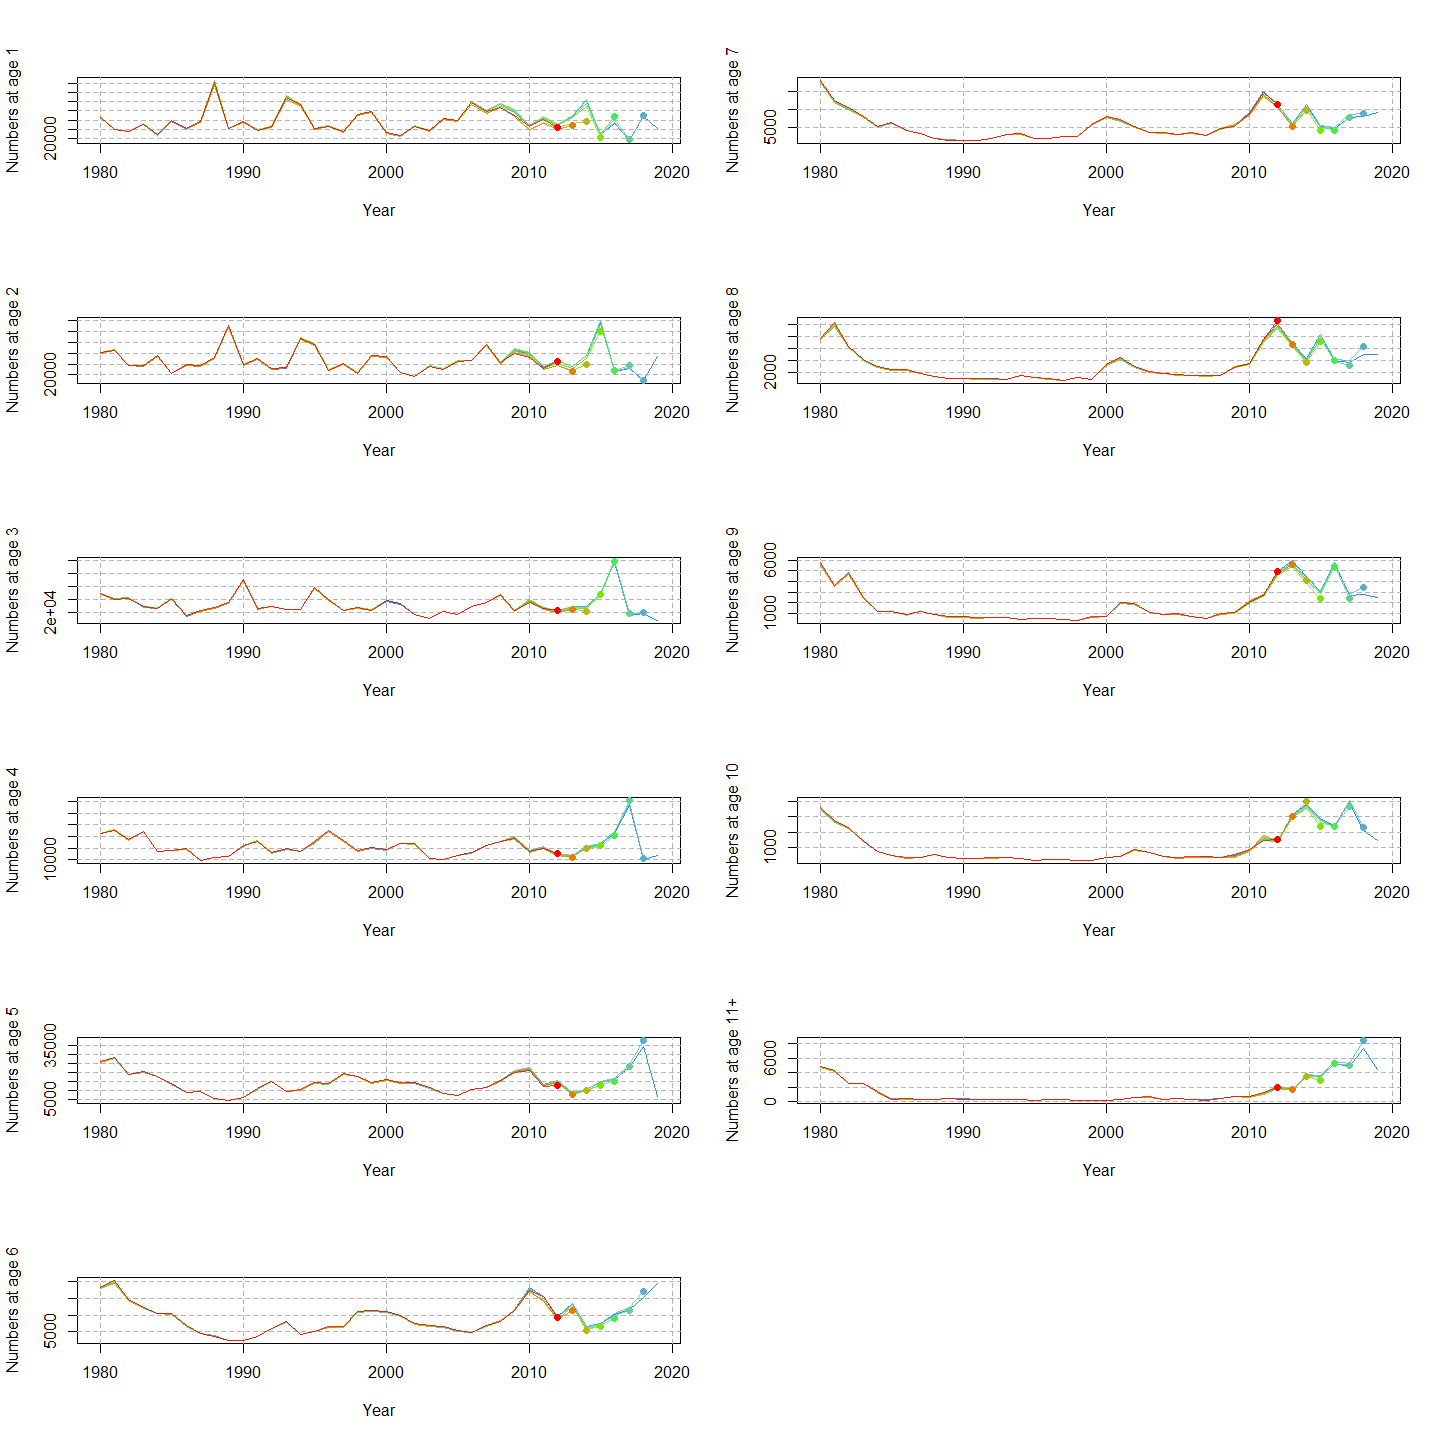 Numbers at age 1
20000
1980 1990 2000 2010 2020
Year
Numbers at age 2
20000
1980 1990 2000 2010 2020
Year
Numbers at age 3
2e+04
1980 1990 2000 2010 2020
Year
Numbers at age 4
10000
1980 1990 2000 2010 2020
Year
Numbers at age 5
5000 35000
1980 1990 2000 2010 2020
Year
Numbers at age 6
5000
1980 1990 2000 2010 2020
Year
Numbers at age 7
5000
1980 1990 2000 2010 2020
Year
Numbers at age 8
2000
1980 1990 2000 2010 2020
Year
Numbers at age 9
1000 6000
1980 1990 2000 2010 2020
Year
Numbers at age 10
1000
1980 1990 2000 2010 2020
Year
Numbers at age 11+
0 6000
1980 1990 2000 2010 2020
Year